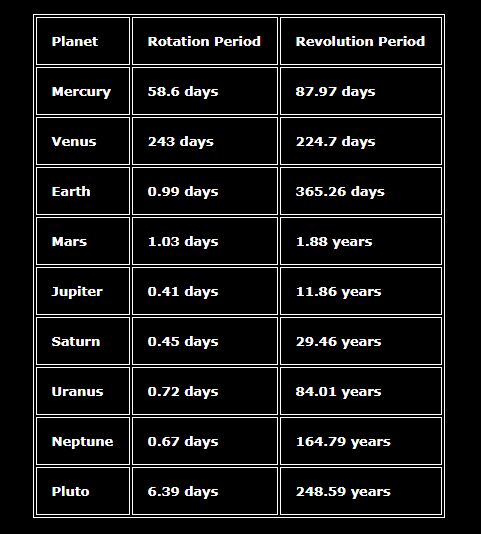 Planet Rotation Period Revolution Period
Mercury 58.6 days 87.97 days
Venus 243 days 224.7 days
Earth 0.99 days 365.26 days
Mars 1.03 days 1.88 years
Jupiter 0.41 days 11.86 years
Saturn 0.45 days 29.46 years
Uranus 0.72 days 84.01 years
Neptune 0.67 days 164.79 years
Pluto 6.39 days 248.59 years